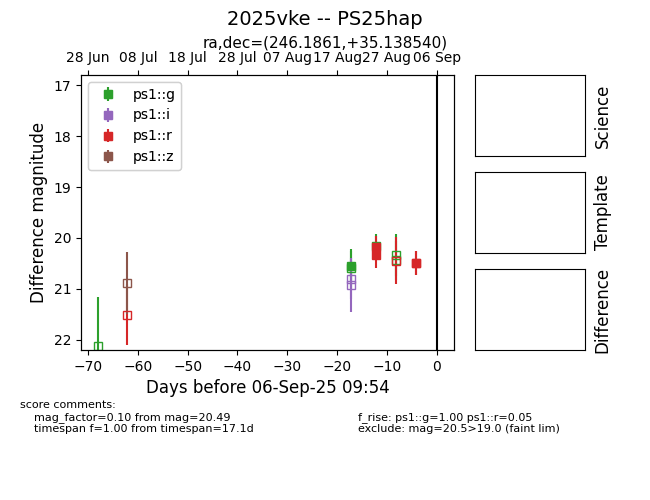 2025vke -- PS25hap
ra,dec=(246.1861,+35.138540)
28 Jun 08 Jul 18 Jul 28 Jul 07 Aug 17 Aug 27 Aug 06 Sep
17
18
19
20
21
22
Difference magnitude
ps1::g
ps1::i
ps1::r
ps1::z
−70 −60 −50 −40 −30 −20 −10 0
Days before 06-Sep-25 09:54
Science
Template
Difference
score comments:
mag_factor=0.10 from mag=20.49
timespan f=1.00 from timespan=17.1d
f_rise: ps1::g=1.00 ps1::r=0.05
exclude: mag=20.5>19.0 (faint lim)